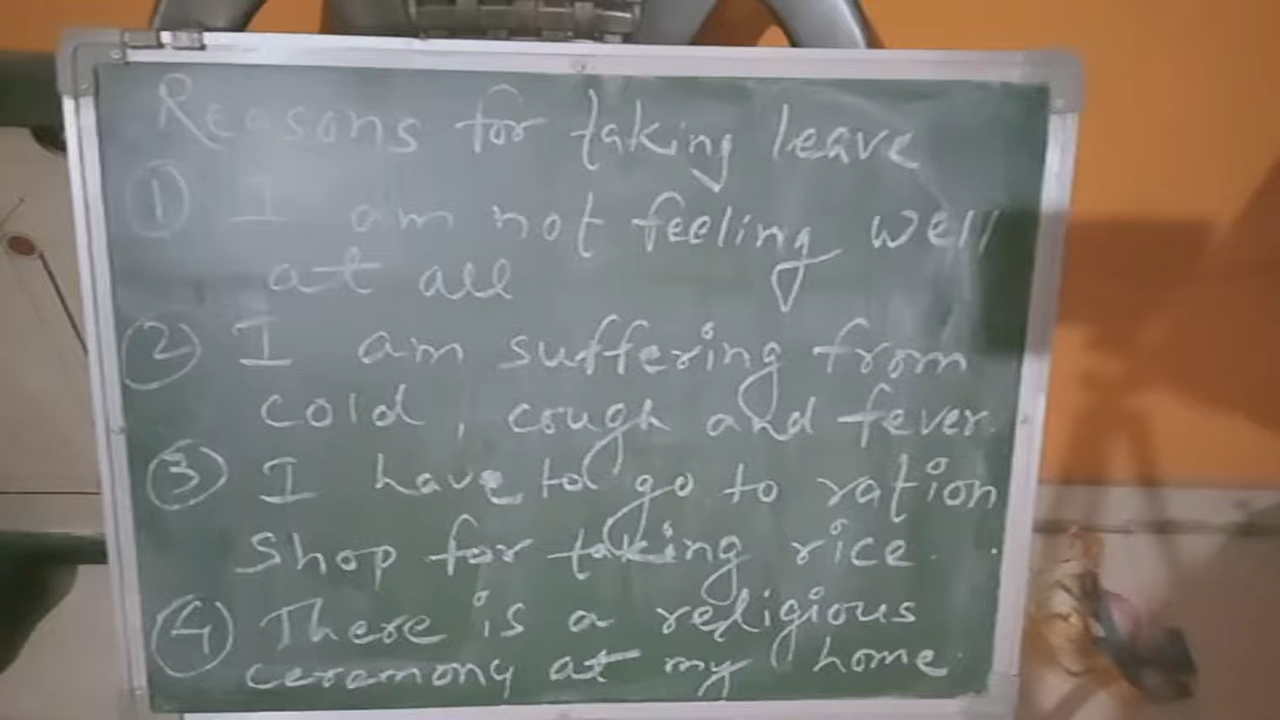 Reasons for taking leave
① I am not feeling well
at all
② I am suffering from
cold, cough and fever.
③ I have to go to ration
Shop for taking rice.
④ There is a religious
ceremony at my home.